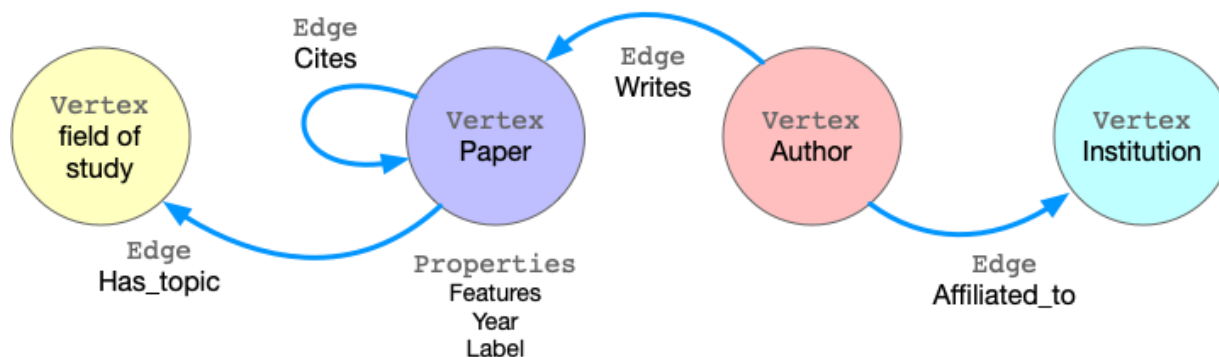 Vertex
field of
study
Edge
Cites
Vertex
Paper
Edge
Writes
Vertex
Author
Vertex
Institution
Edge
Has_topic
Properties
Features
Year
Label
Edge
Affiliated_to